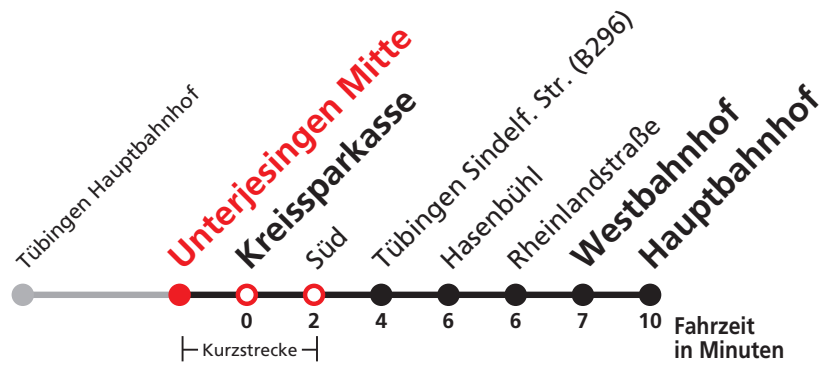 Tübingen Hauptbahnhof
Unterjesingen Mitte
Kreissparkasse
Süd
Tübingen Sindelf. Str. (B296)
Hasenbühl
Rheinlandstraße
Westbahnhof
Hauptbahnhof
0 2 4 6 6 7 10
Fahrzeit
in Minuten
Kurzstrecke